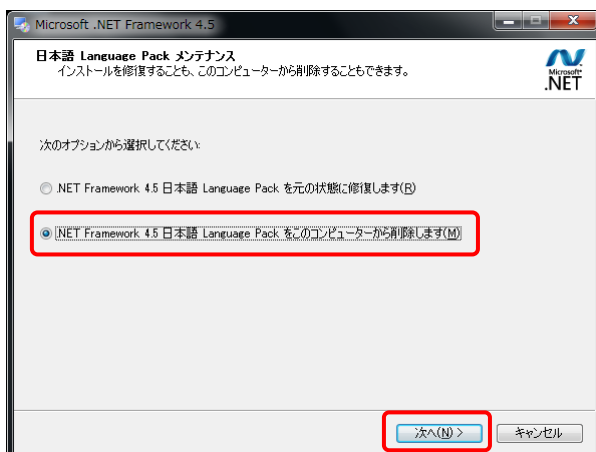 Microsoft .NET Framework 4.5
日本語 Language Pack メンテナンス
インストールを修復することも、このコンピューターから削除することもできます。
Microsoft®
.NET
次のオプションから選択してください:
.NET Framework 4.5 日本語 Language Pack を元の状態に修復します(R)
.NET Framework 4.5 日本語 Language Pack をこのコンピューターから削除します(M)
次へ(N) >
キャンセル